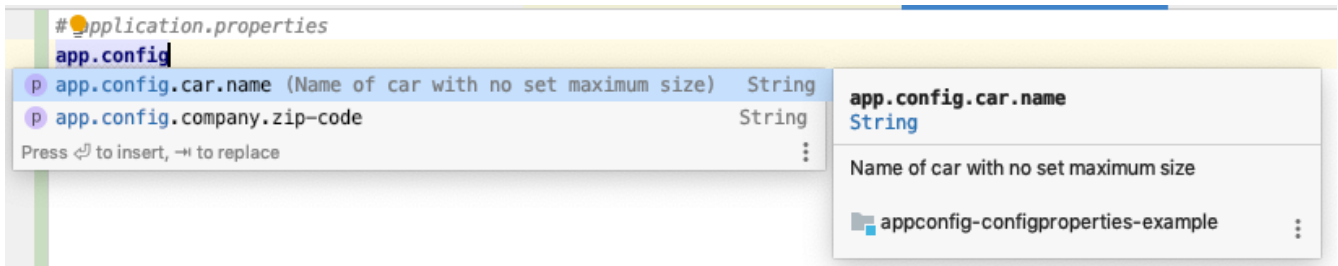 #application.properties
app.config
p app.config.car.name (Name of car with no set maximum size) String
p app.config.company.zip-code String
Press ⏎ to insert, ⇥ to replace
app.config.car.name
String
Name of car with no set maximum size
appconfig-configproperties-example